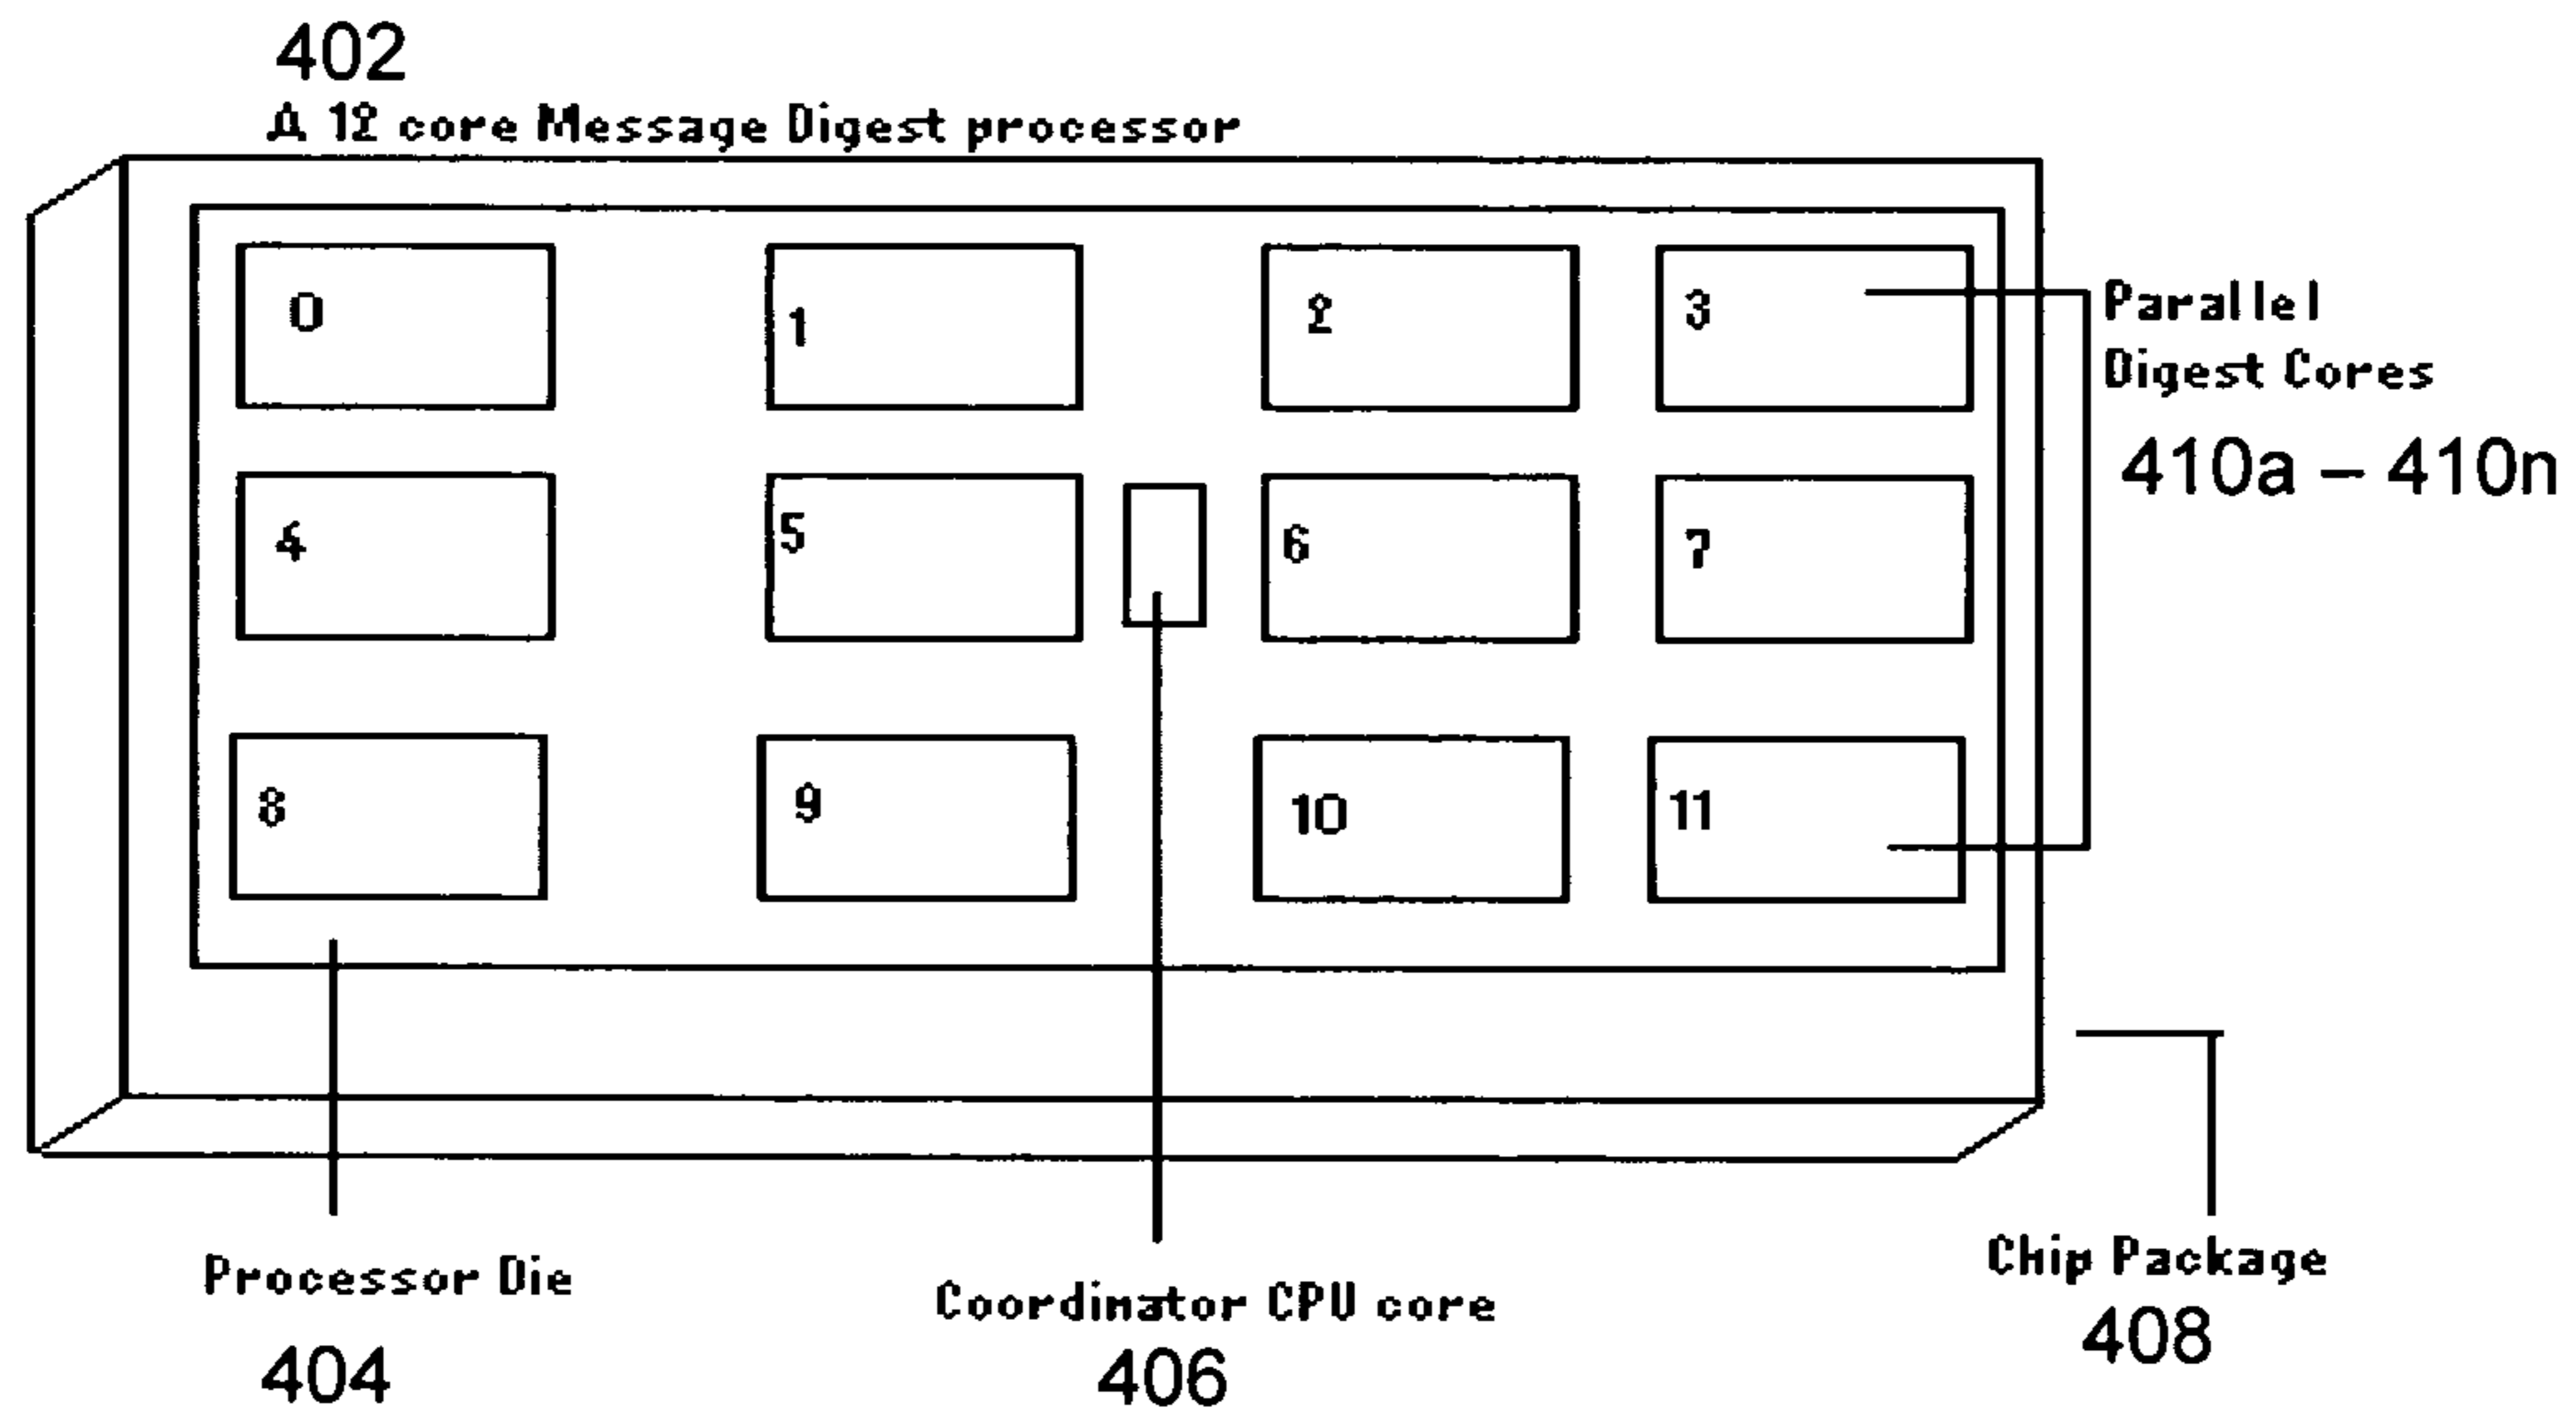 402
A 12 core Message Digest processor
0
1
2
3
Parallel
Digest Cores
410a – 410n
4
5
6
7
8
9
10
11
Processor Die
404
Coordinator CPU core
406
Chip Package
408